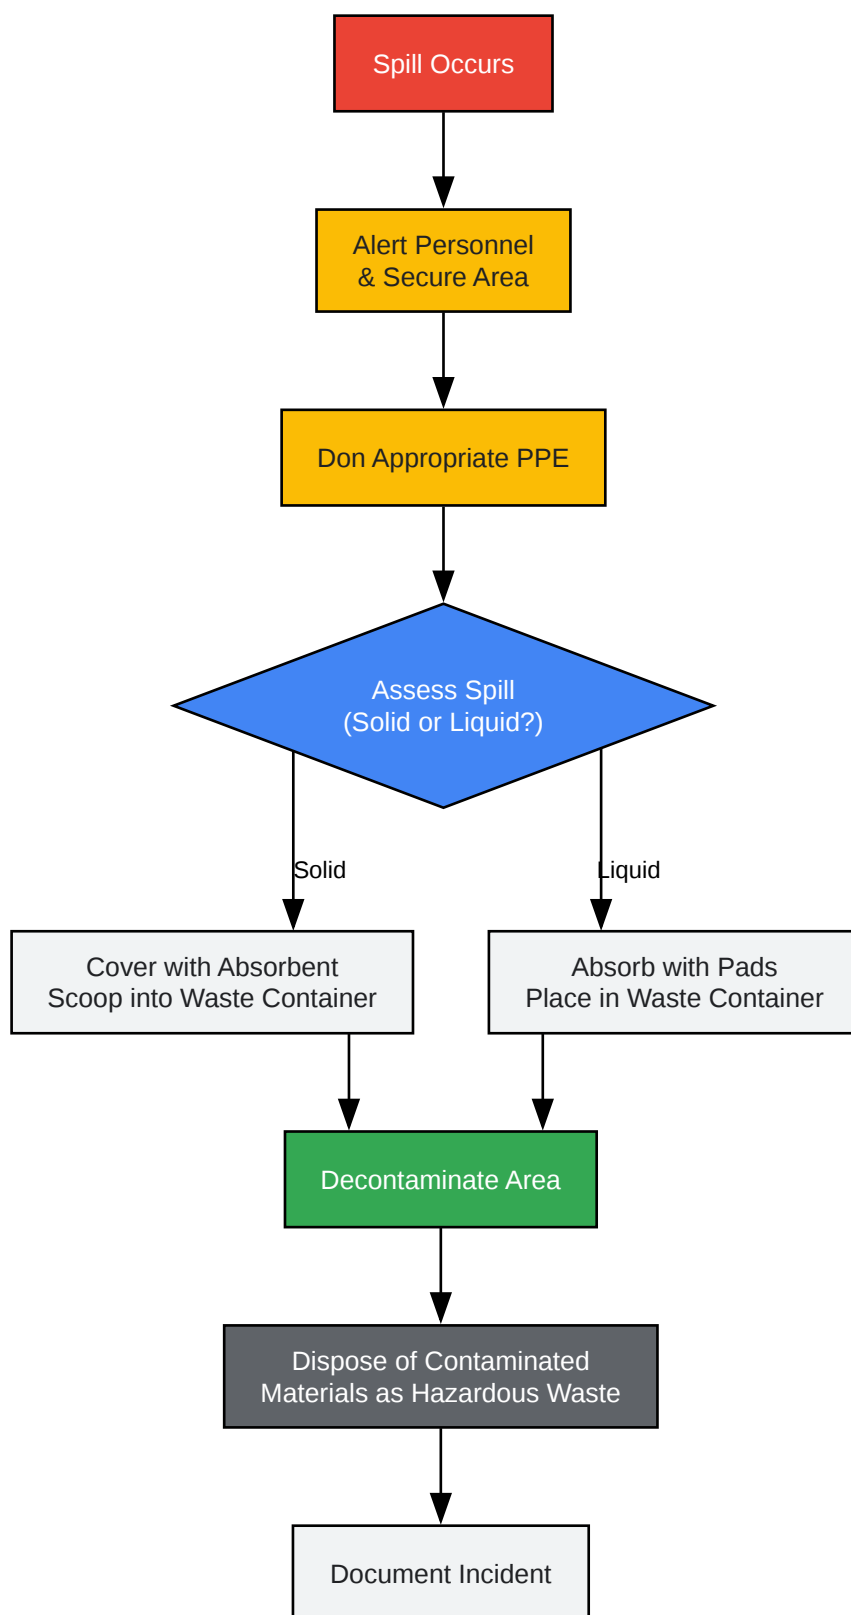 Spill Occurs
Alert Personnel
& Secure Area
Don Appropriate PPE
Assess Spill
(Solid or Liquid?)
Solid
Liquid
Cover with Absorbent
Scoop into Waste Container
Absorb with Pads
Place in Waste Container
Decontaminate Area
Dispose of Contaminated
Materials as Hazardous Waste
Document Incident